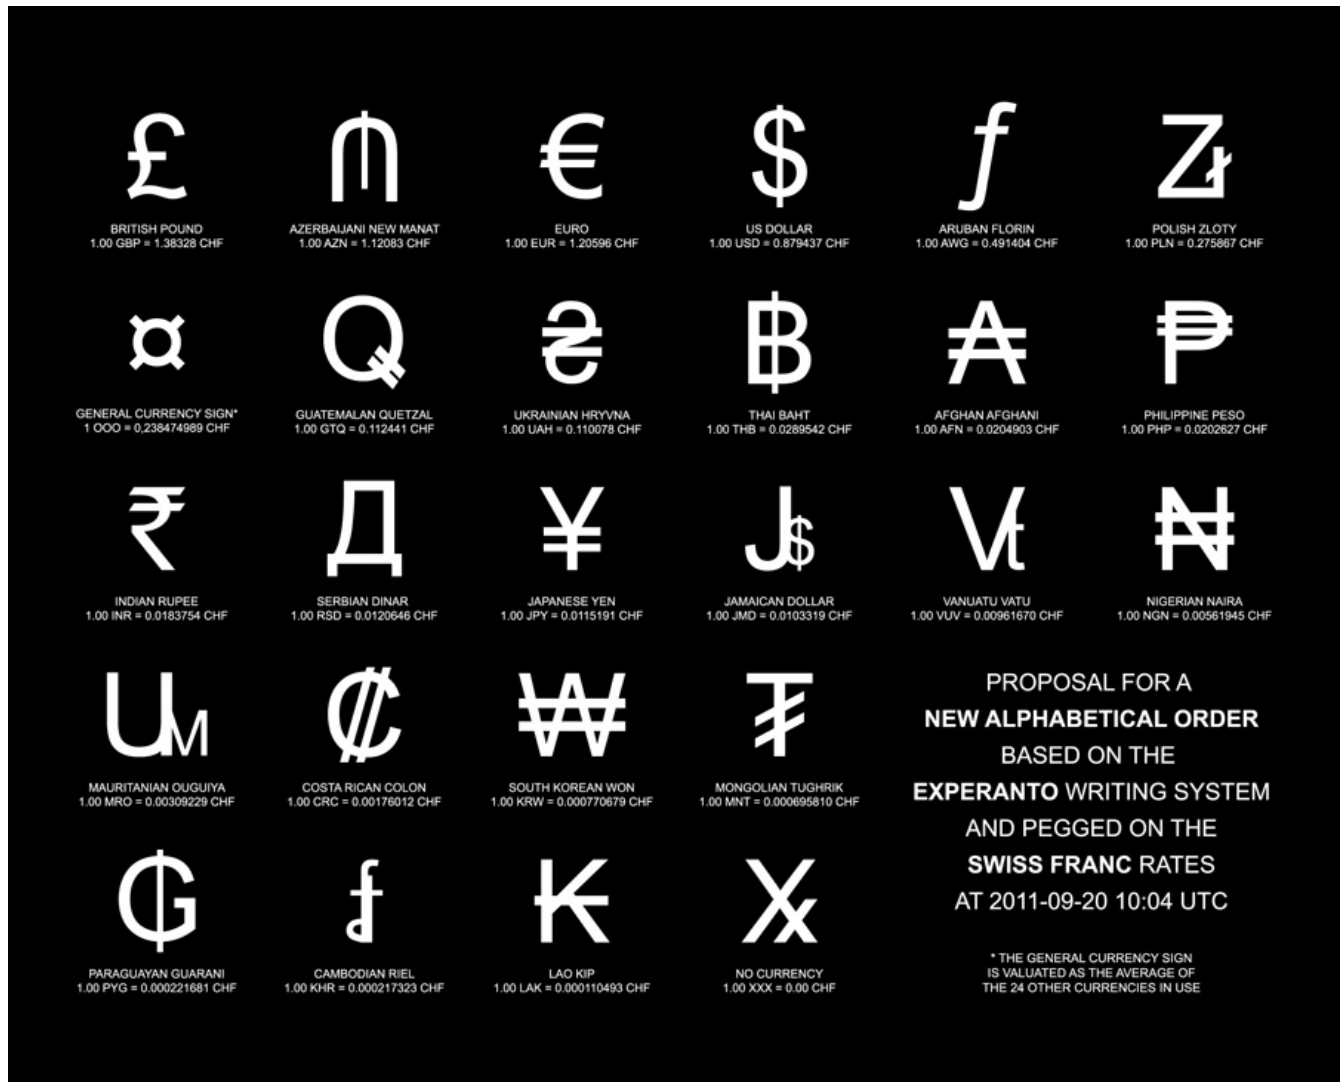 £ ₼ € $ ƒ Zł
BRITISH POUND
1.00 GBP = 1.38328 CHF
AZERBAIJANI NEW MANAT
1.00 AZN = 1.12083 CHF
EURO
1.00 EUR = 1.20596 CHF
US DOLLAR
1.00 USD = 0.879437 CHF
ARUBAN FLORIN
1.00 AWG = 0.491404 CHF
POLISH ZLOTY
1.00 PLN = 0.275867 CHF
¤ Q ₴ ฿ A ₱
GENERAL CURRENCY SIGN*
1 OOO = 0,238474989 CHF
GUATEMALAN QUETZAL
1.00 GTQ = 0.112441 CHF
UKRAINIAN HRYVNA
1.00 UAH = 0.110078 CHF
THAI BAHT
1.00 THB = 0.0289542 CHF
AFGHAN AFGHANI
1.00 AFN = 0.0204903 CHF
PHILIPPINE PESO
1.00 PHP = 0.0202627 CHF
₹ Д ¥ J$ Vt ₦
INDIAN RUPEE
1.00 INR = 0.0183754 CHF
SERBIAN DINAR
1.00 RSD = 0.0120646 CHF
JAPANESE YEN
1.00 JPY = 0.0115191 CHF
JAMAICAN DOLLAR
1.00 JMD = 0.0103319 CHF
VANUATU VATU
1.00 VUV = 0.00961670 CHF
NIGERIAN NAIRA
1.00 NGN = 0.00561945 CHF
UM ₡ ₩ ₮
MAURITANIAN OUGUIYA
1.00 MRO = 0.00309229 CHF
COSTA RICAN COLON
1.00 CRC = 0.00176012 CHF
SOUTH KOREAN WON
1.00 KRW = 0.000770679 CHF
MONGOLIAN TUGHRIK
1.00 MNT = 0.000695810 CHF
₲ ƒ ₭ Xx
PARAGUAYAN GUARANI
1.00 PYG = 0.000221681 CHF
CAMBODIAN RIEL
1.00 KHR = 0.000217323 CHF
LAO KIP
1.00 LAK = 0.000110493 CHF
NO CURRENCY
1.00 XXX = 0.00 CHF
PROPOSAL FOR A
NEW ALPHABETICAL ORDER
BASED ON THE
EXPERANTO WRITING SYSTEM
AND PEGGED ON THE
SWISS FRANC RATES
AT 2011-09-20 10:04 UTC
* THE GENERAL CURRENCY SIGN
IS VALUATED AS THE AVERAGE OF
THE 24 OTHER CURRENCIES IN USE